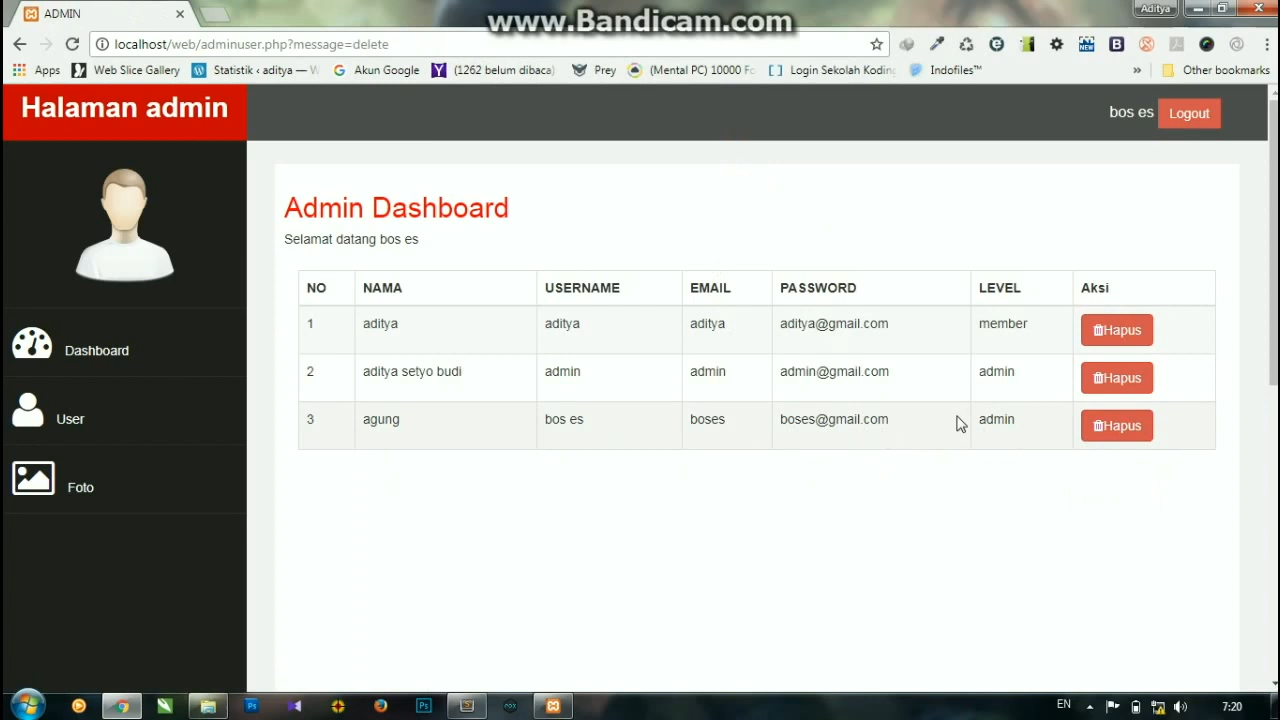 www.Bandicam.com
ADMIN
Aditya
localhost/web/adminuser.php?message=delete
Apps Web Slice Gallery Statistik ‹ aditya — W Akun Google (1262 belum dibaca) Prey (Mental PC) 10000 Fo Login Sekolah Koding Indofiles™ » Other bookmarks
Halaman admin
bos es Logout
Admin Dashboard
Selamat datang bos es
NO NAMA USERNAME EMAIL PASSWORD LEVEL Aksi
1 aditya aditya aditya aditya@gmail.com member Hapus
2 aditya setyo budi admin admin admin@gmail.com admin Hapus
3 agung bos es boses boses@gmail.com admin Hapus
Dashboard
User
Foto
EN 7:20